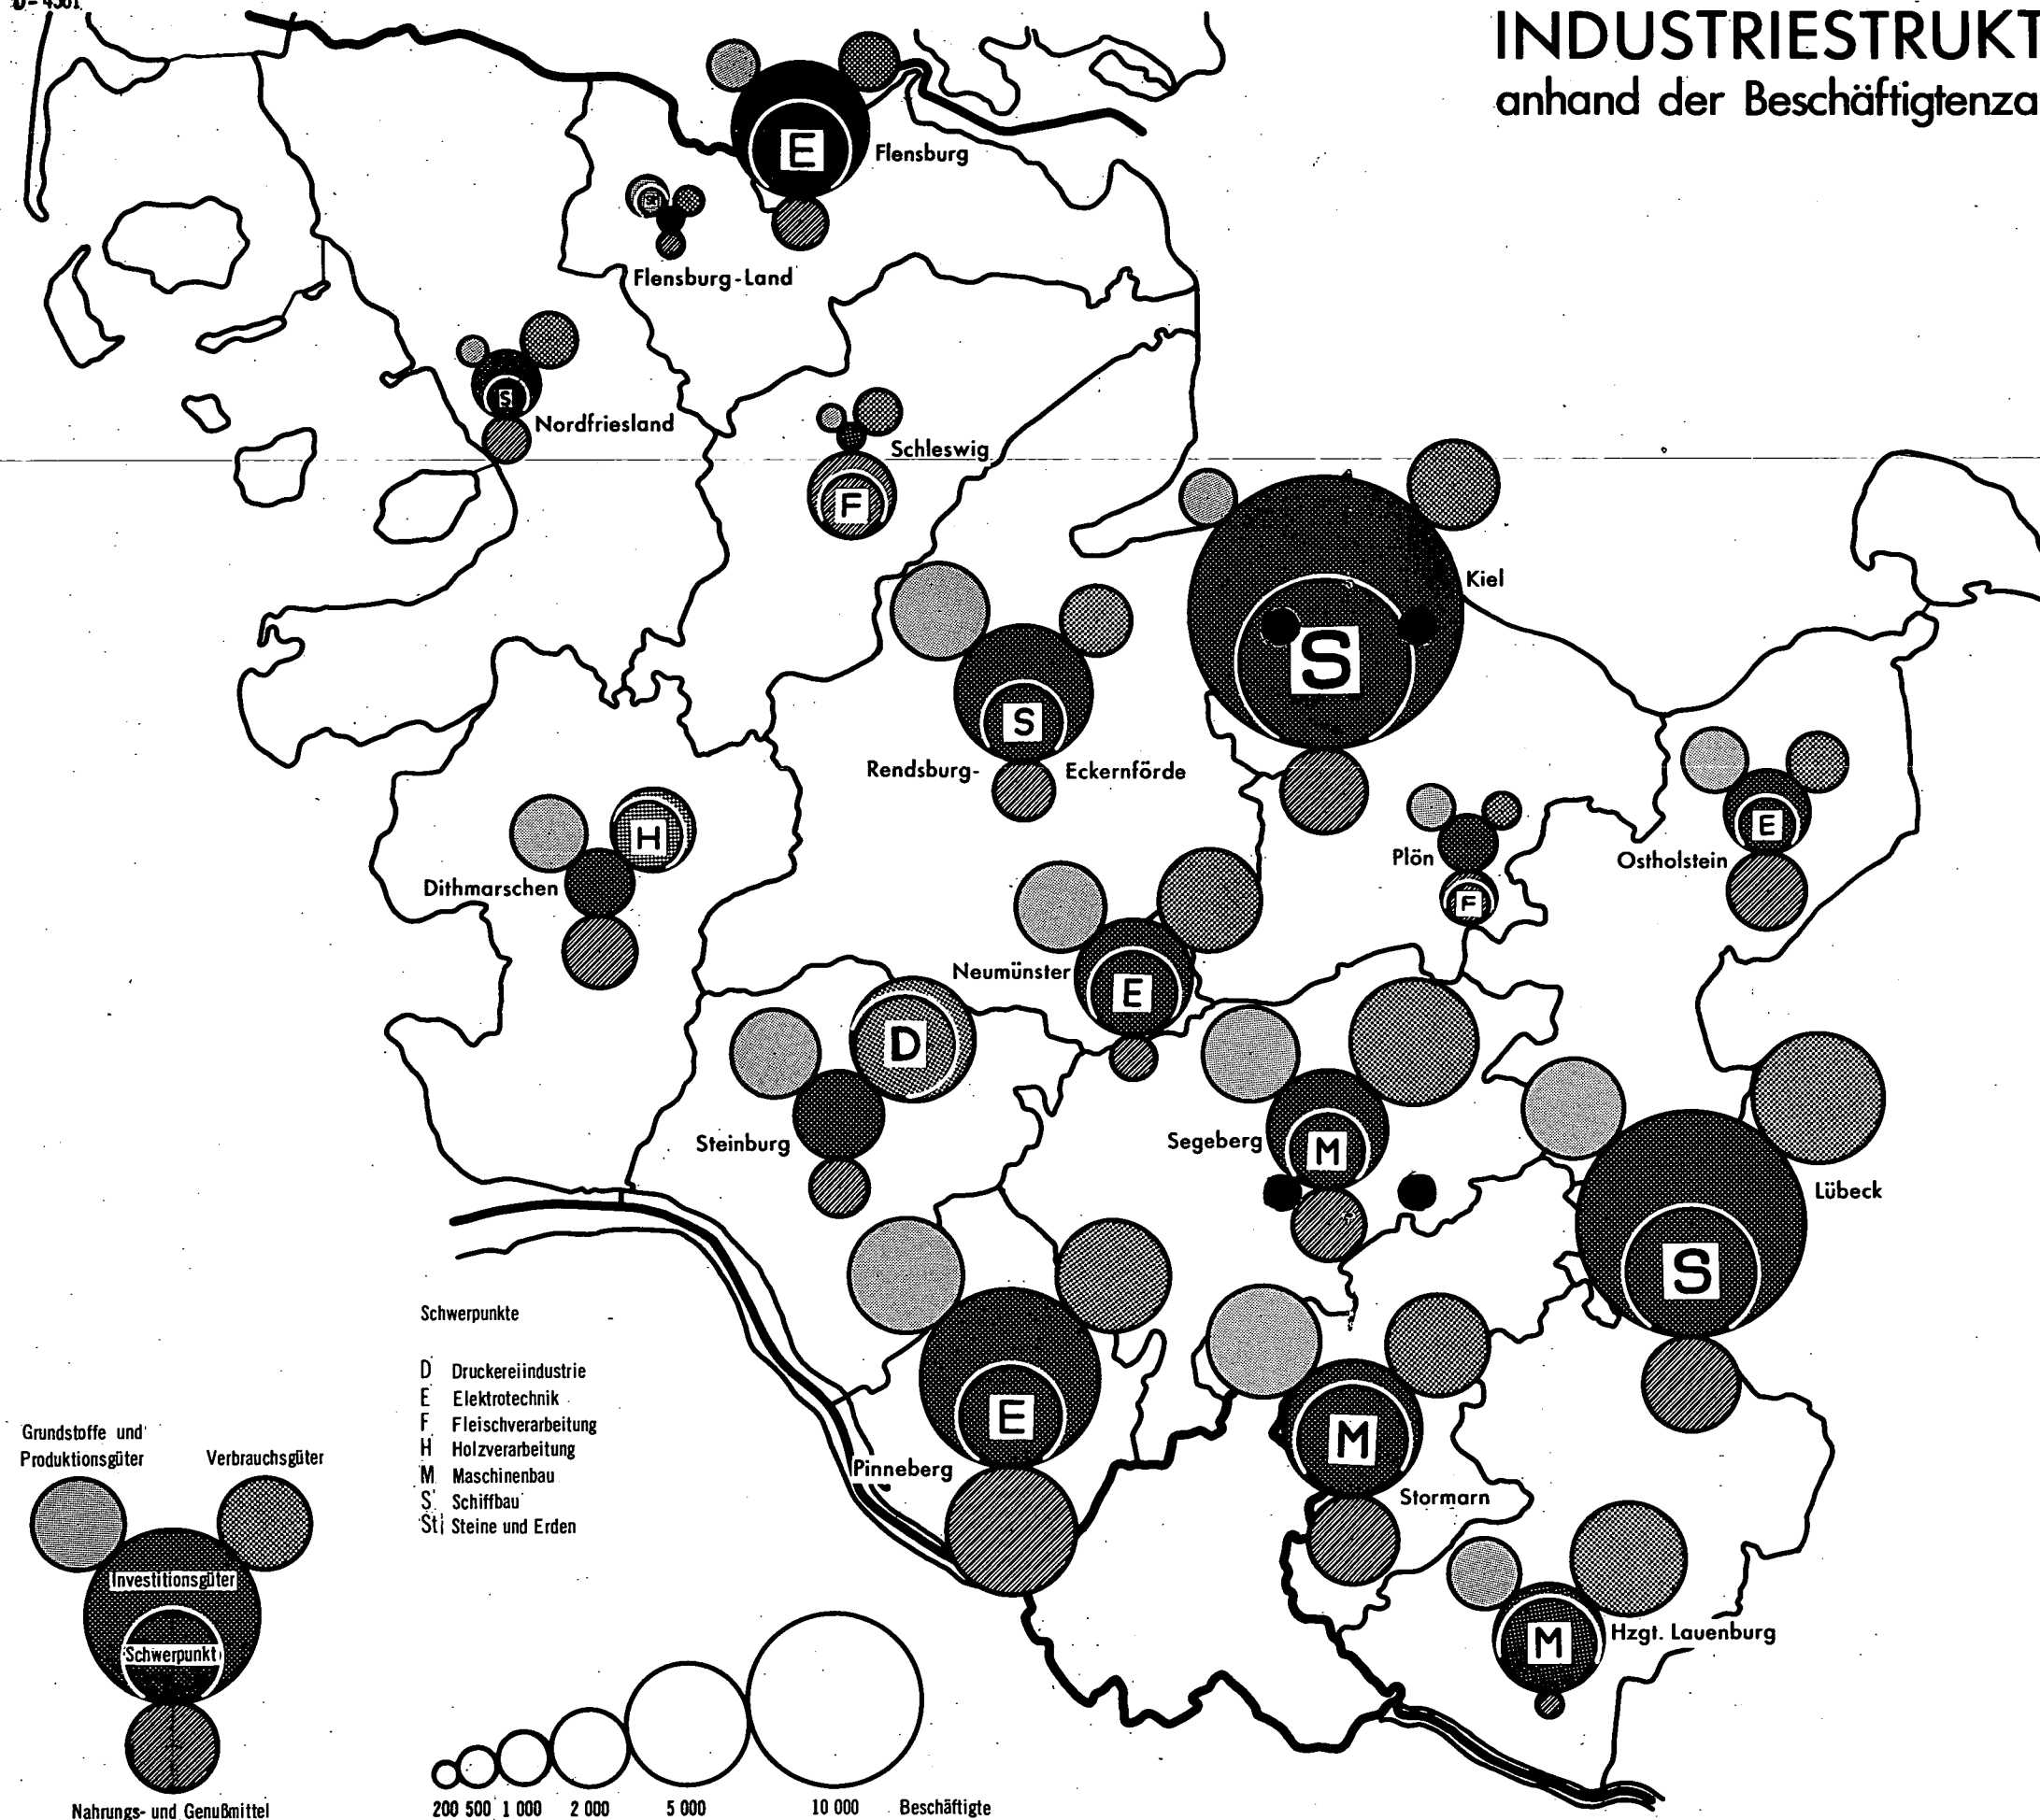 INDUSTRIESTRUKT
anhand der Beschäftigtenza
E
Flensburg
Flensburg-Land
S
Nordfriesland
Schleswig
F
Kiel
S
S
Rendsburg- Eckernförde
H
Dithmarschen
Plön
F
E
Ostholstein
Neumünster
E
D
Steinburg
Segeberg
M
Lübeck
S
E
Pinneberg
M
Stormarn
M
Hzgt. Lauenburg
Schwerpunkte
D Druckereiindustrie
E Elektrotechnik
F Fleischverarbeitung
H Holzverarbeitung
M Maschinenbau
S Schiffbau
St Steine und Erden
Grundstoffe und
Produktionsgüter
Verbrauchsgüter
Investitionsgüter
Schwerpunkt
Nahrungs- und Genußmittel
200 500 1 000 2 000 5 000 10 000 Beschäftigte